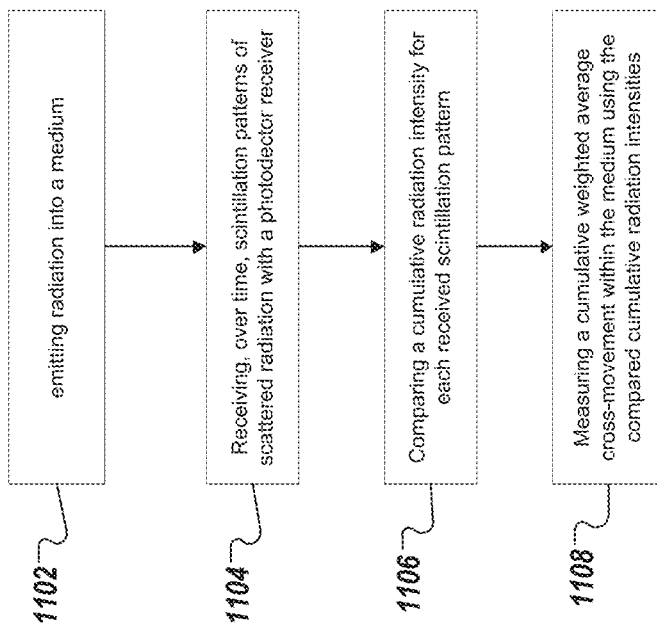 1102
emitting radiation into a medium
1104
Receiving, over time, scintillation patterns of
scattered radiation with a photodector receiver
1106
Comparing a cumulative radiation intensity for
each received scintillation pattern
1108
Measuring a cumulative weighted average
cross-movement within the medium using the
compared cumulative radiation intensities